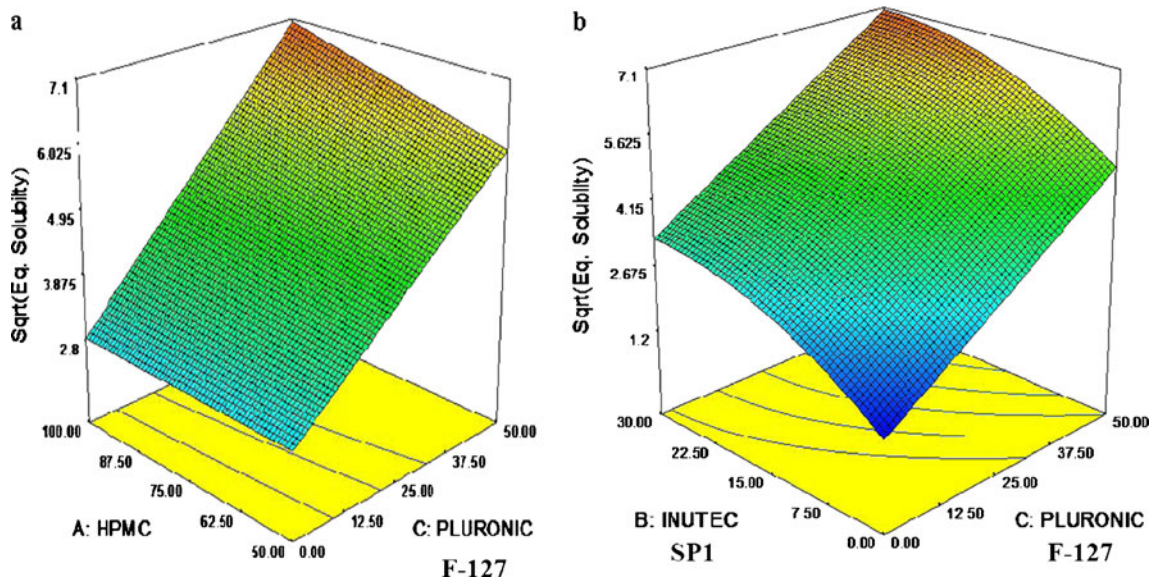 a
7.1
6.025
4.95
3.875
2.8
Sqrt(Eq. Solubility)
100.00
87.50
75.00
62.50
50.00
0.00
12.50
25.00
37.50
50.00
A: HPMC
C: PLURONIC
F-127
b
7.1
5.625
4.15
2.675
1.2
Sqrt(Eq. Solubility)
30.00
22.50
15.00
7.50
0.00
0.00
12.50
25.00
37.50
50.00
B: INUTEC
SP1
C: PLURONIC
F-127